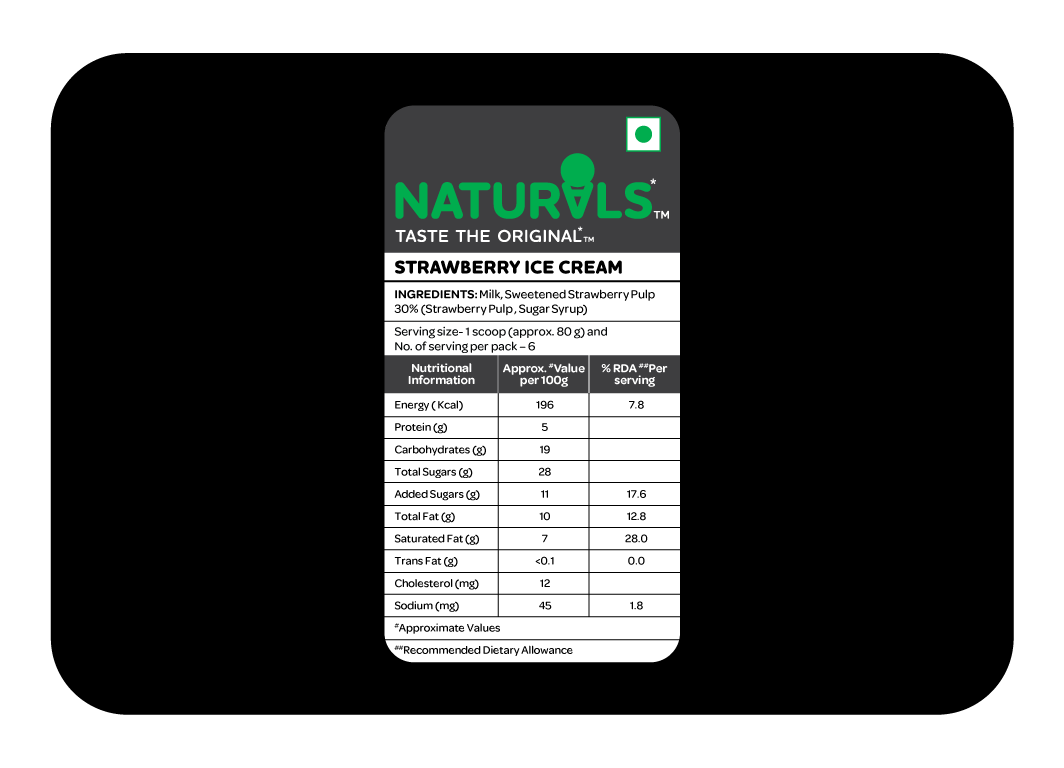 NATURALS*TM
TASTE THE ORIGINAL*TM
STRAWBERRY ICE CREAM
INGREDIENTS: Milk, Sweetened Strawberry Pulp
30% (Strawberry Pulp, Sugar Syrup)
Serving size- 1 scoop (approx. 80 g) and
No. of serving per pack – 6
Nutritional Information Approx. #Value per 100g % RDA ##Per serving
Energy ( Kcal) 196 7.8
Protein (g) 5
Carbohydrates (g) 19
Total Sugars (g) 28
Added Sugars (g) 11 17.6
Total Fat (g) 10 12.8
Saturated Fat (g) 7 28.0
Trans Fat (g) <0.1 0.0
Cholesterol (mg) 12
Sodium (mg) 45 1.8
#Approximate Values
##Recommended Dietary Allowance